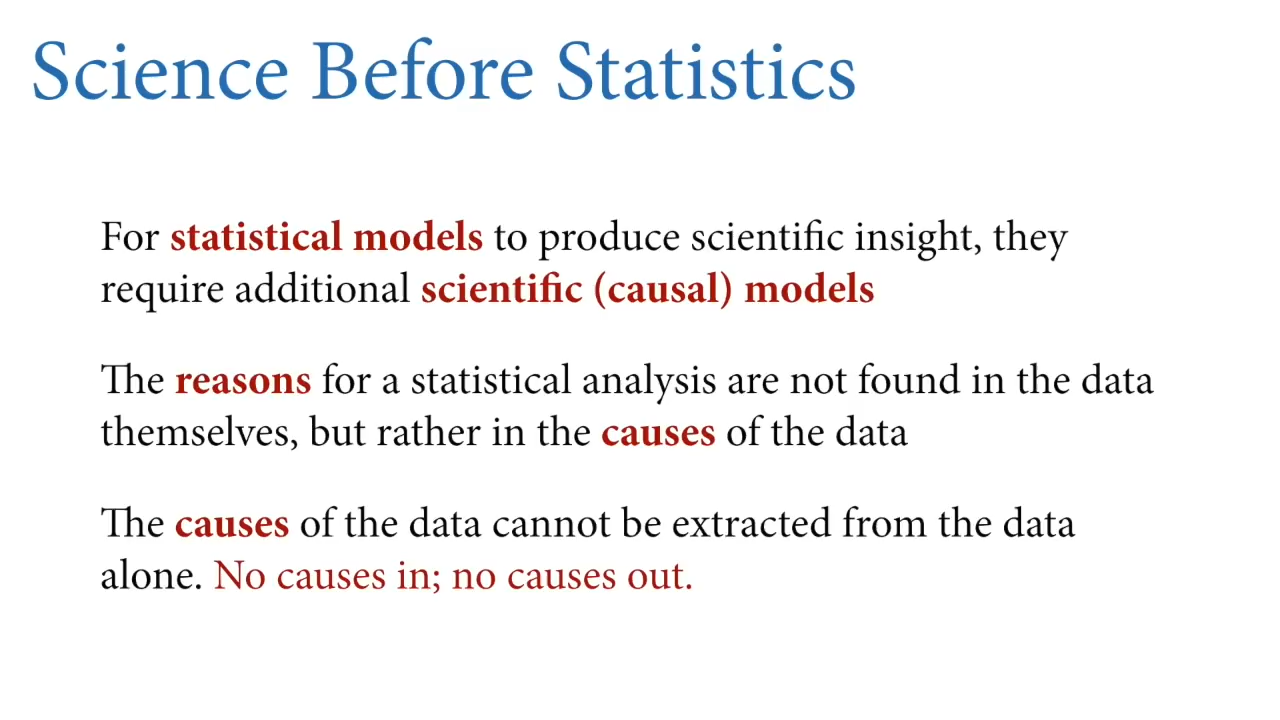 Science Before Statistics
For statistical models to produce scientific insight, they
require additional scientific (causal) models
The reasons for a statistical analysis are not found in the data
themselves, but rather in the causes of the data
The causes of the data cannot be extracted from the data
alone. No causes in; no causes out.